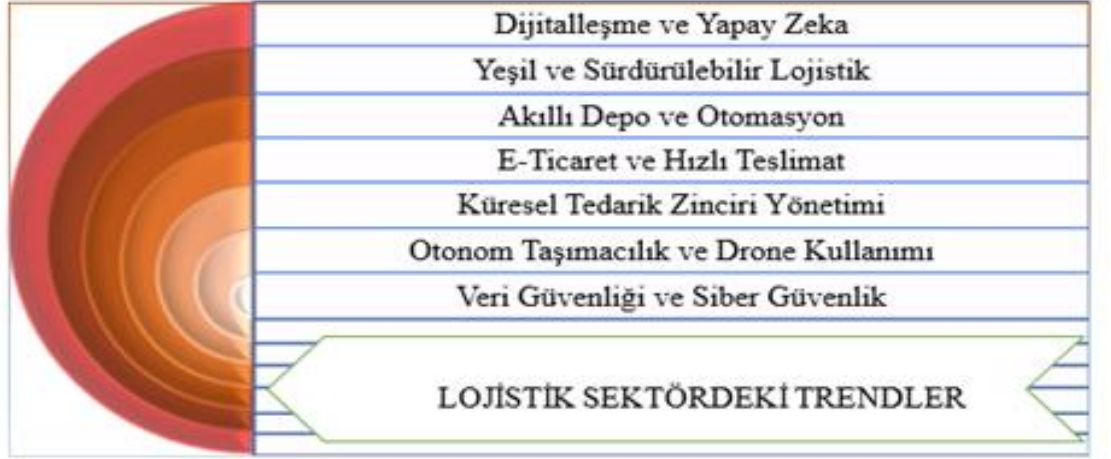 Dijitalleşme ve Yapay Zeka
Yeşil ve Sürdürülebilir Lojistik
Akıllı Depo ve Otomasyon
E-Ticaret ve Hızlı Teslimat
Küresel Tedarik Zinciri Yönetimi
Otonom Taşımacılık ve Drone Kullanımı
Veri Güvenliği ve Siber Güvenlik
LOJİSTİK SEKTÖRDEKİ TRENDLER